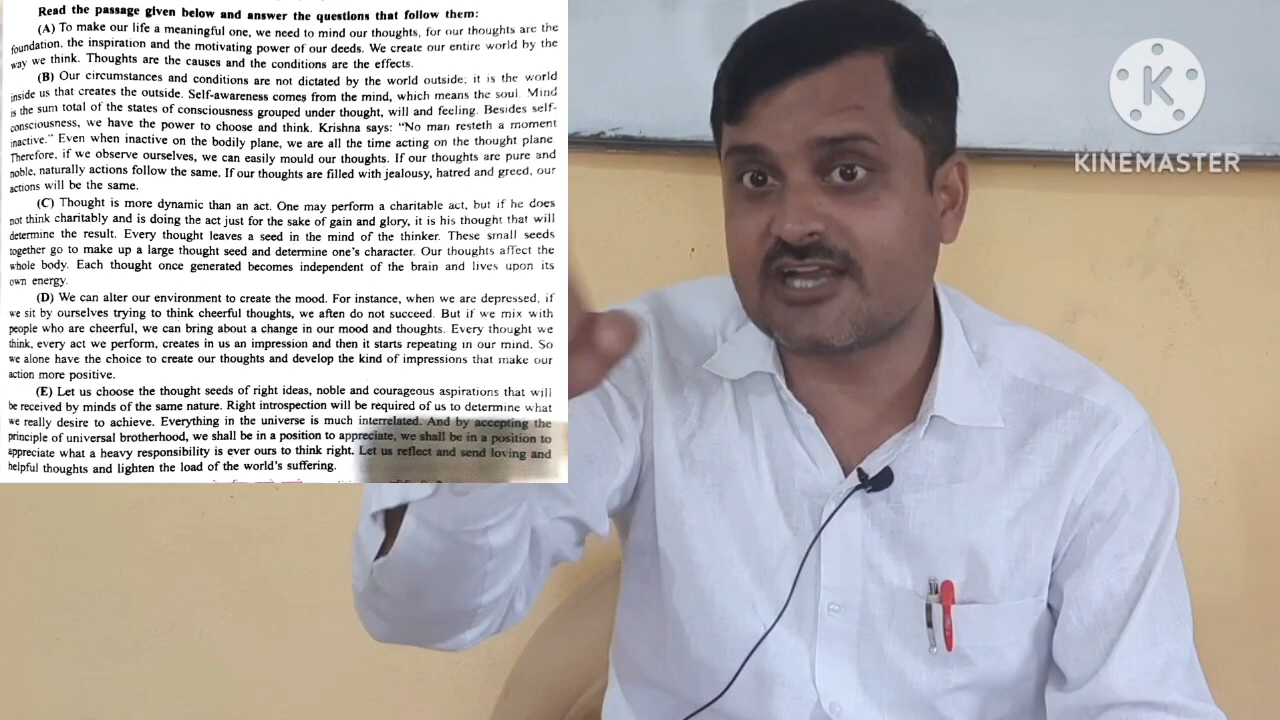 Read the passage given below and answer the questions that follow them:
(A) To make our life a meaningful one, we need to mind our thoughts, for our thoughts are the
foundation, the inspiration and the motivating power of our deeds. We create our entire world by the
way we think. Thoughts are the causes and the conditions are the effects.
(B) Our circumstances and conditions are not dictated by the world outside; it is the world
inside us that creates the outside. Self-awareness comes from the mind, which means the soul. Mind
is the sum total of the states of consciousness grouped under thought, will and feeling. Besides self-
consciousness, we have the power to choose and think. Krishna says: “No man resteth a moment
inactive.” Even when inactive on the bodily plane, we are all the time acting on the thought plane.
Therefore, if we observe ourselves, we can easily mould our thoughts. If our thoughts are pure and
noble, naturally actions follow the same. If our thoughts are filled with jealousy, hatred and greed, our
actions will be the same.
(C) Thought is more dynamic than an act. One may perform a charitable act, but if he does
not think charitably and is doing the act just for the sake of gain and glory, it is his thought that will
determine the result. Every thought leaves a seed in the mind of the thinker. These small seeds
together go to make up a large thought seed and determine one's character. Our thoughts affect the
whole body. Each thought once generated becomes independent of the brain and lives upon its
own energy.
(D) We can alter our environment to create the mood. For instance, when we are depressed, if
we sit by ourselves trying to think cheerful thoughts, we aften do not succeed. But if we mix with
people who are cheerful, we can bring about a change in our mood and thoughts. Every thought we
think, every act we perform, creates in us an impression and then it starts repeating in our mind. So
we alone have the choice to create our thoughts and develop the kind of impressions that make our
action more positive.
(E) Let us choose the thought seeds of right ideas, noble and courageous aspirations that will
be received by minds of the same nature. Right introspection will be required of us to determine what
we really desire to achieve. Everything in the universe is much interrelated. And by accepting the
principle of universal brotherhood, we shall be in a position to appreciate, we shall be in a position to
appreciate what a heavy responsibility is ever ours to think right. Let us reflect and send loving and
helpful thoughts and lighten the load of the world's suffering.
K
KINEMASTER